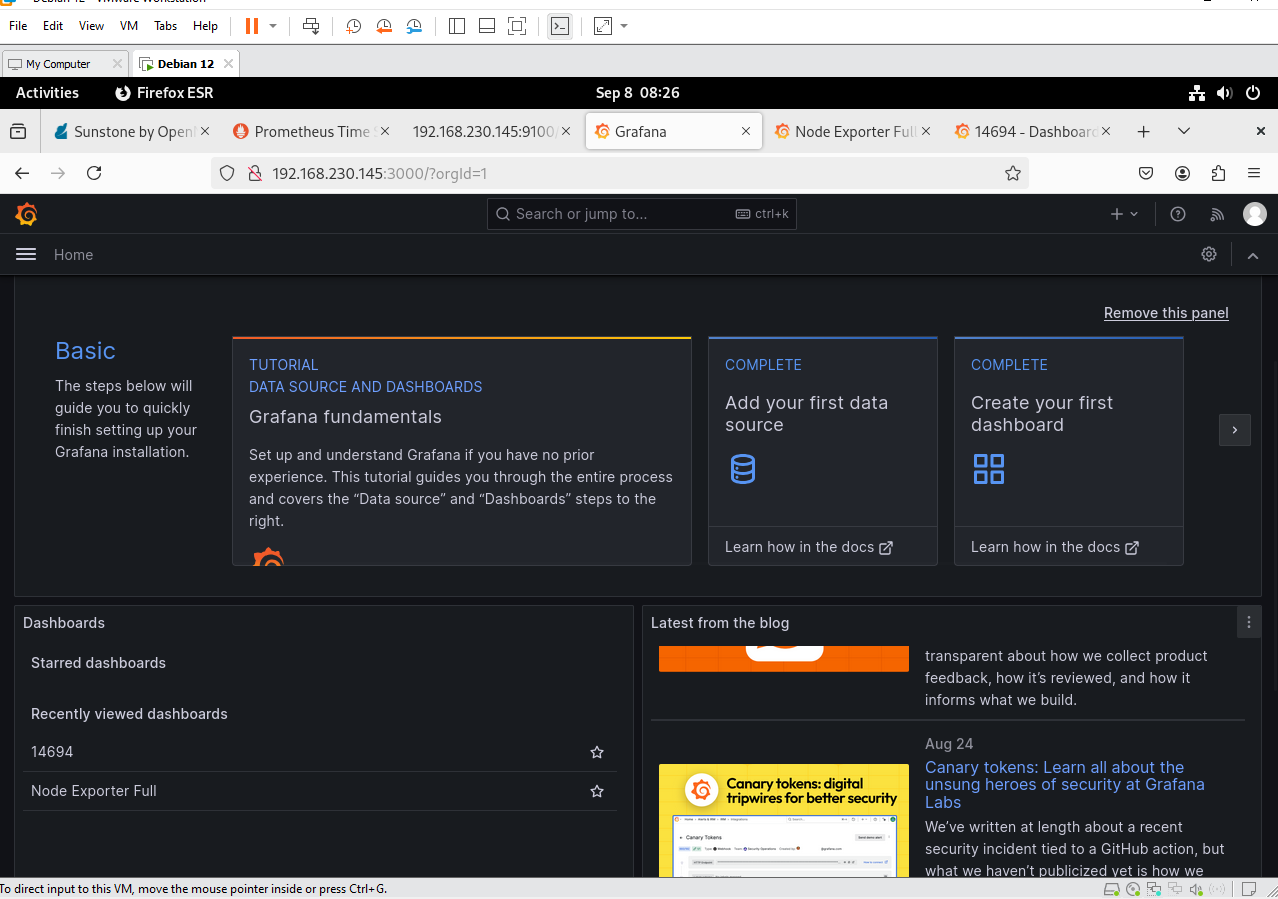 Debian 12 - VMware Workstation
File Edit View VM Tabs Help
My Computer
Debian 12
Activities
Firefox ESR
Sep 8 08:26
Sunstone by Open
Prometheus Time S
192.168.230.145:9100/
Grafana
Node Exporter Full
14694 - Dashboard
192.168.230.145:3000/?orgId=1
Search or jump to...
ctrl+k
Home
Remove this panel
Basic
The steps below will
guide you to quickly
finish setting up your
Grafana installation.
TUTORIAL
DATA SOURCE AND DASHBOARDS
Grafana fundamentals
Set up and understand Grafana if you have no prior
experience. This tutorial guides you through the entire process
and covers the “Data source” and “Dashboards” steps to the
right.
COMPLETE
Add your first data
source
Learn how in the docs
COMPLETE
Create your first
dashboard
Learn how in the docs
Dashboards
Starred dashboards
Recently viewed dashboards
14694
Node Exporter Full
Latest from the blog
transparent about how we collect product
feedback, how it’s reviewed, and how it
informs what we build.
Aug 24
Canary tokens: Learn all about the
unsung heroes of security at Grafana
Labs
We’ve written at length about a recent
security incident tied to a GitHub action, but
what we haven’t publicized yet is how we
Canary tokens: digital
tripwires for better security
Canary Tokens
To direct input to this VM, move the mouse pointer inside or press Ctrl+G.